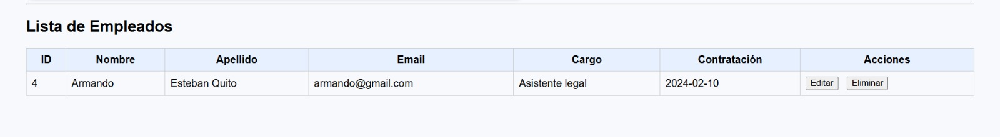 Lista de Empleados
ID Nombre Apellido Email Cargo Contratación Acciones
4 Armando Esteban Quito armando@gmail.com Asistente legal 2024-02-10 Editar Eliminar